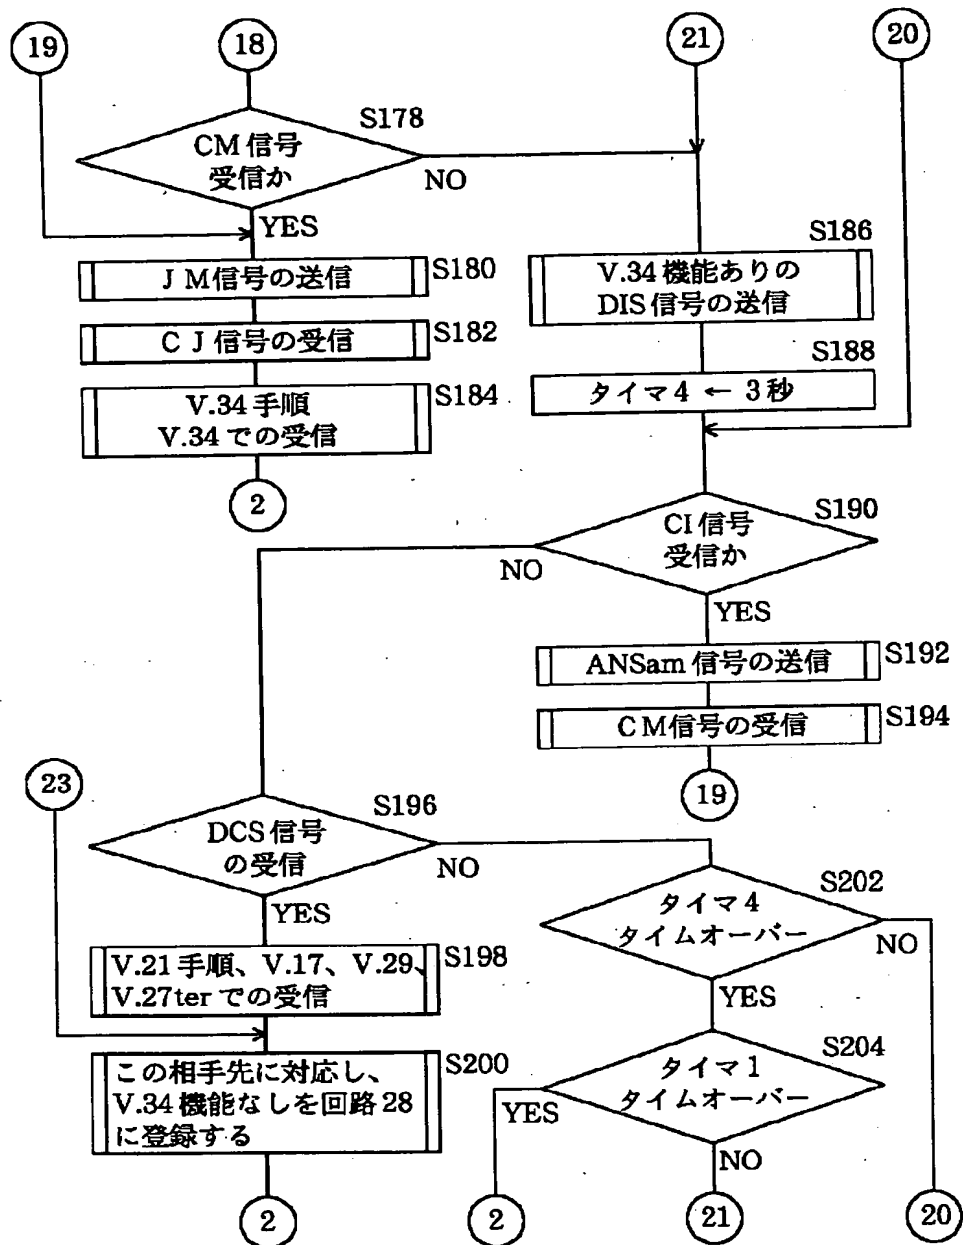 19
18
21
20
S178
CM信号
受信か
NO
YES
S180
JM信号の送信
S182
CJ信号の受信
S184
V.34手順
V.34での受信
2
S186
V.34機能ありの
DIS信号の送信
S188
タイマ4 ← 3秒
S190
CI信号
受信か
NO
YES
ANSam信号の送信
S192
CM信号の受信
S194
19
23
S196
DCS信号
の受信
NO
YES
V.21手順、V.17、V.29、
V.27terでの受信
S198
この相手先に対応し、
V.34機能なしを回路28
に登録する
S200
2
S202
タイマ4
タイムオーバー
NO
YES
S204
タイマ1
タイムオーバー
YES
NO
2
21
20